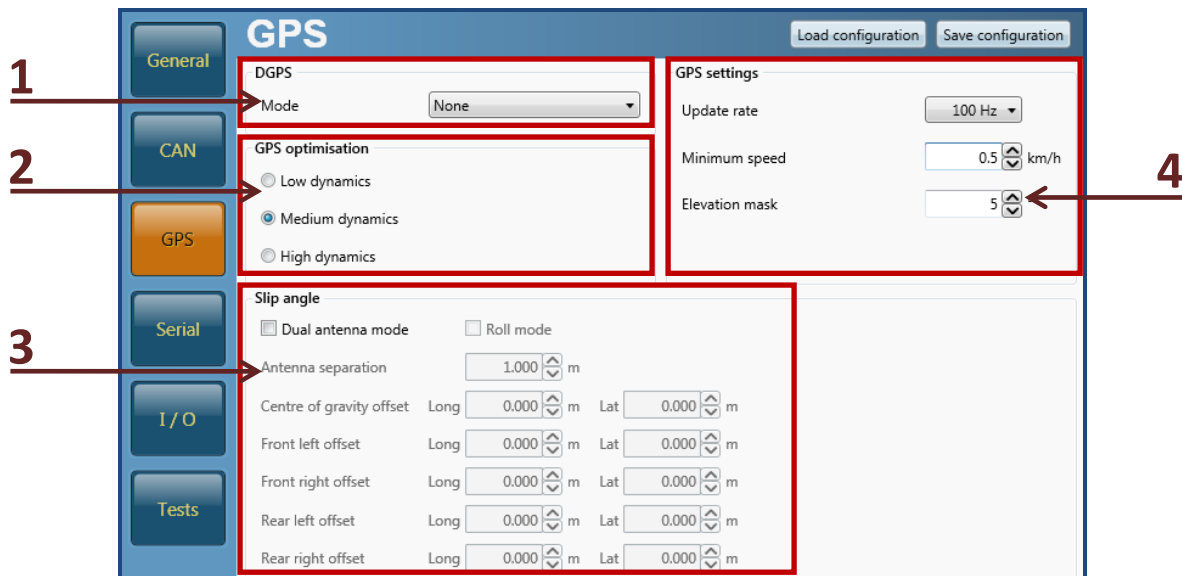 GPS
Load configuration Save configuration
General
CAN
GPS
Serial
I / O
Tests
1
DGPS
Mode None
2
GPS optimisation
Low dynamics
Medium dynamics
High dynamics
GPS settings
Update rate 100 Hz
Minimum speed 0.5 km/h
Elevation mask 5
4
3
Slip angle
Dual antenna mode Roll mode
Antenna separation 1.000 m
Centre of gravity offset Long 0.000 m Lat 0.000 m
Front left offset Long 0.000 m Lat 0.000 m
Front right offset Long 0.000 m Lat 0.000 m
Rear left offset Long 0.000 m Lat 0.000 m
Rear right offset Long 0.000 m Lat 0.000 m